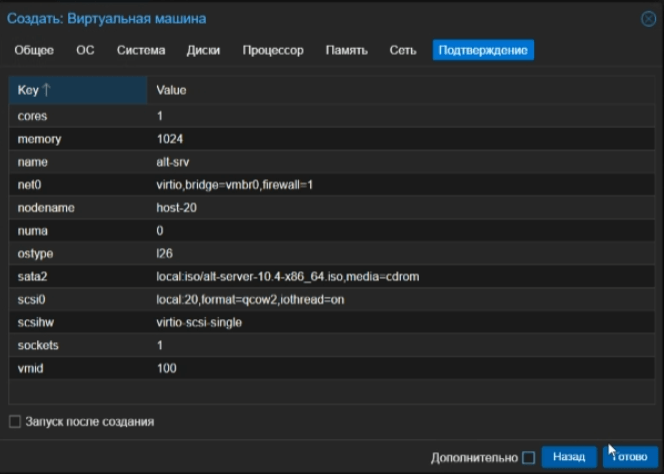 Создать: Виртуальная машина
Общее ОС Система Диски Процессор Память Сеть Подтверждение
Key ↑ Value
cores 1
memory 1024
name alt-srv
net0 virtio,bridge=vmbr0,firewall=1
nodename host-20
numa 0
ostype l26
sata2 local:iso/alt-server-10.4-x86_64.iso,media=cdrom
scsi0 local:20,format=qcow2,iothread=on
scsihw virtio-scsi-single
sockets 1
vmid 100
Запуск после создания
Дополнительно Назад Готово